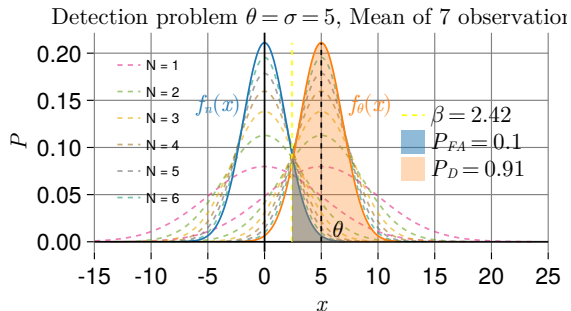 Detection problem θ = σ = 5, Mean of 7 observation
P
0.20
0.15
0.10
0.05
0.00
N = 1
N = 2
N = 3
N = 4
N = 5
N = 6
fₙ(x)
f_θ(x)
θ
β = 2.42
P_FA = 0.1
P_D = 0.91
-15 -10 -5 0 5 10 15 20 25
x